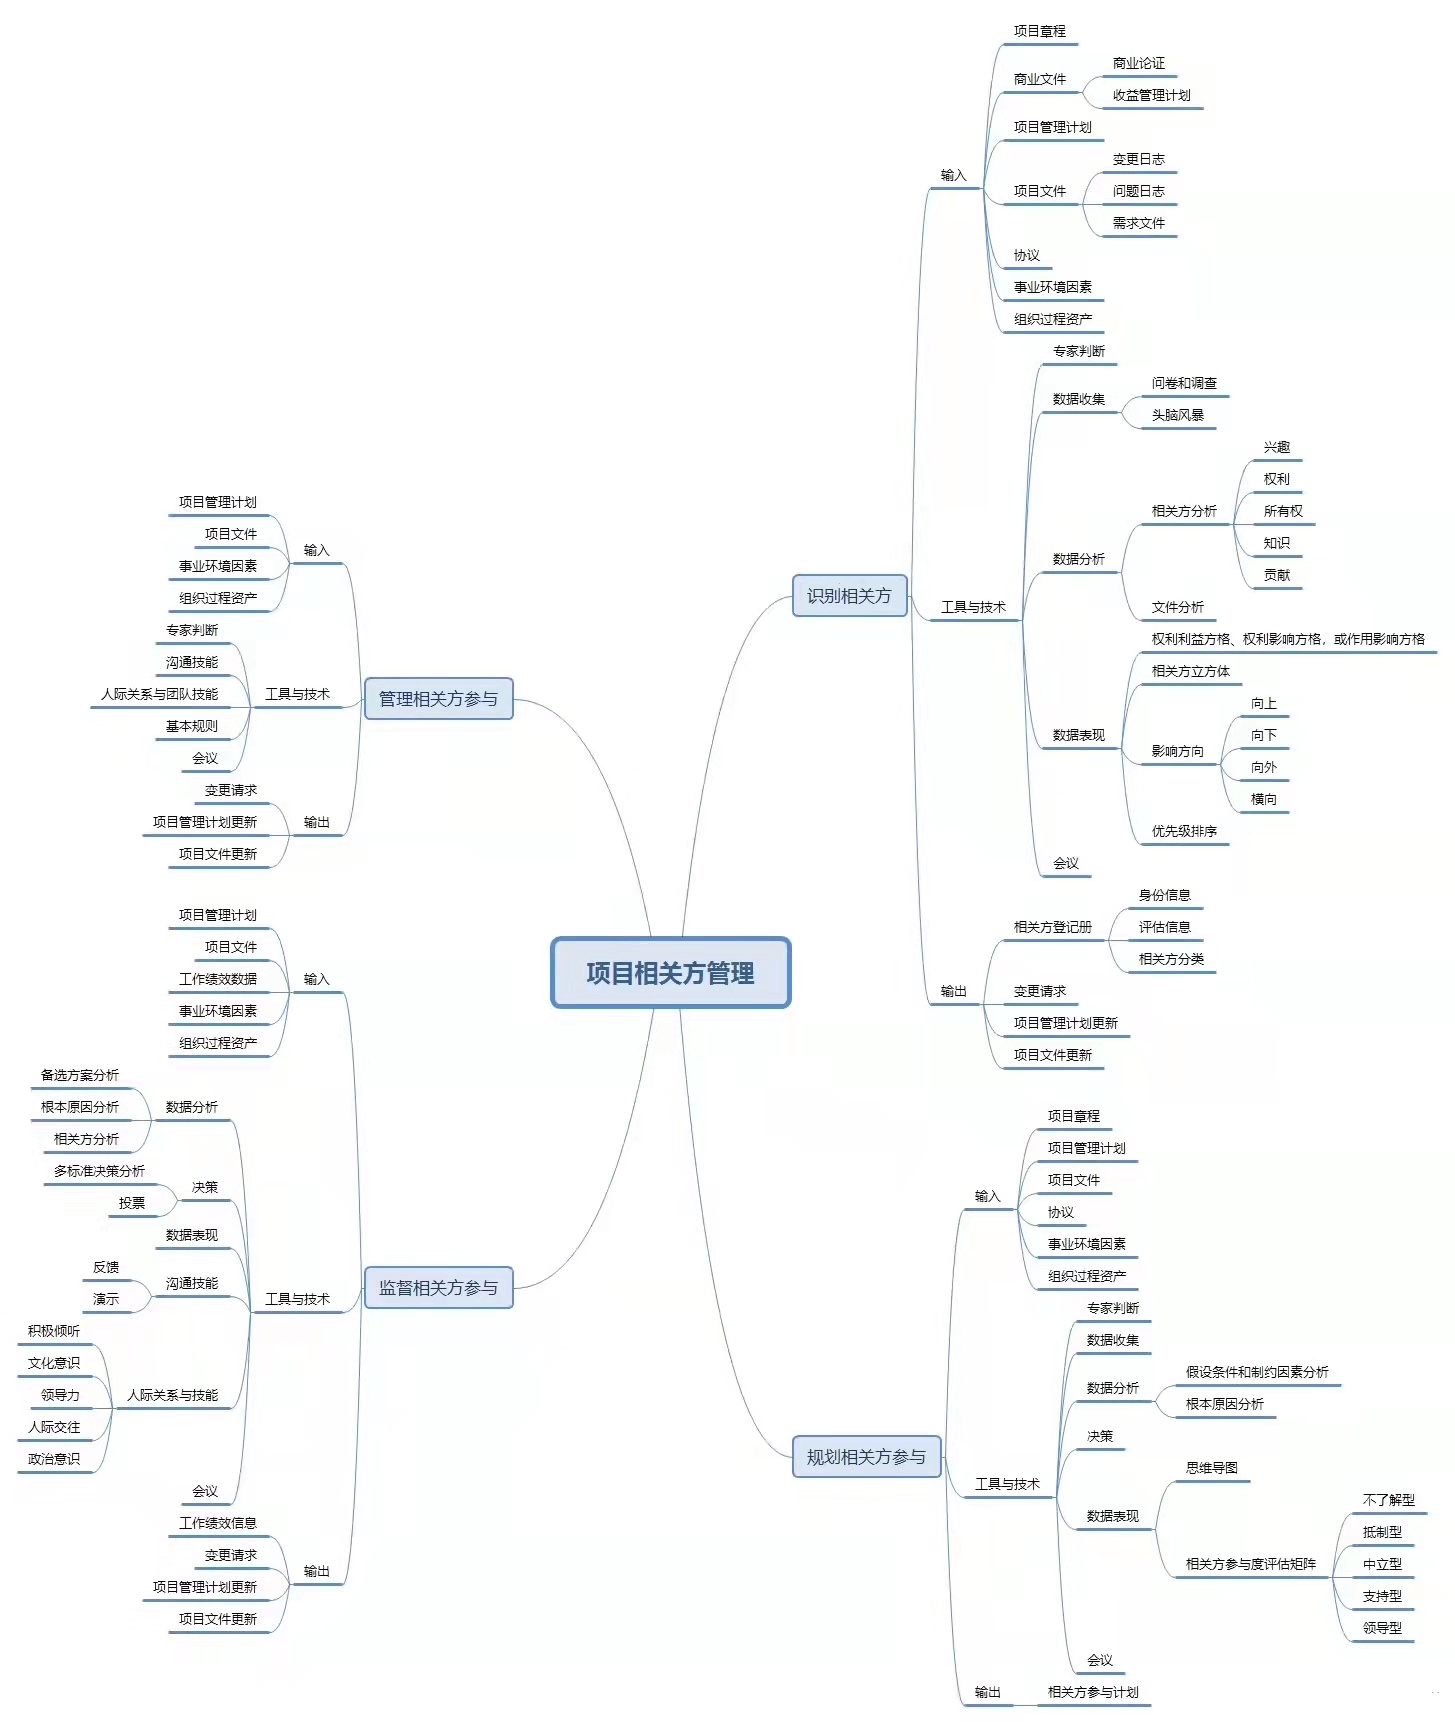 项目相关方管理
识别相关方
输入
项目章程
商业文件
商业论证
收益管理计划
项目管理计划
项目文件
变更日志
问题日志
需求文件
协议
事业环境因素
组织过程资产
工具与技术
专家判断
数据收集
问卷和调查
头脑风暴
数据分析
相关方分析
兴趣
权利
所有权
知识
贡献
文件分析
数据表现
权利利益方格、权利影响方格，或作用影响方格
相关方立方体
影响方向
向上
向下
向外
横向
优先级排序
会议
输出
相关方登记册
身份信息
评估信息
相关方分类
变更请求
项目管理计划更新
项目文件更新
规划相关方参与
输入
项目章程
项目管理计划
项目文件
协议
事业环境因素
组织过程资产
工具与技术
专家判断
数据收集
数据分析
假设条件和制约因素分析
根本原因分析
决策
数据表现
思维导图
相关方参与度评估矩阵
不了解型
抵制型
中立型
支持型
领导型
会议
输出
相关方参与计划
管理相关方参与
输入
项目管理计划
项目文件
事业环境因素
组织过程资产
工具与技术
专家判断
沟通技能
人际关系与团队技能
基本规则
会议
输出
变更请求
项目管理计划更新
项目文件更新
监督相关方参与
输入
项目管理计划
项目文件
工作绩效数据
事业环境因素
组织过程资产
工具与技术
数据分析
备选方案分析
根本原因分析
相关方分析
决策
多标准决策分析
投票
数据表现
沟通技能
反馈
演示
人际关系与技能
积极倾听
文化意识
领导力
人际交往
政治意识
会议
输出
工作绩效信息
变更请求
项目管理计划更新
项目文件更新